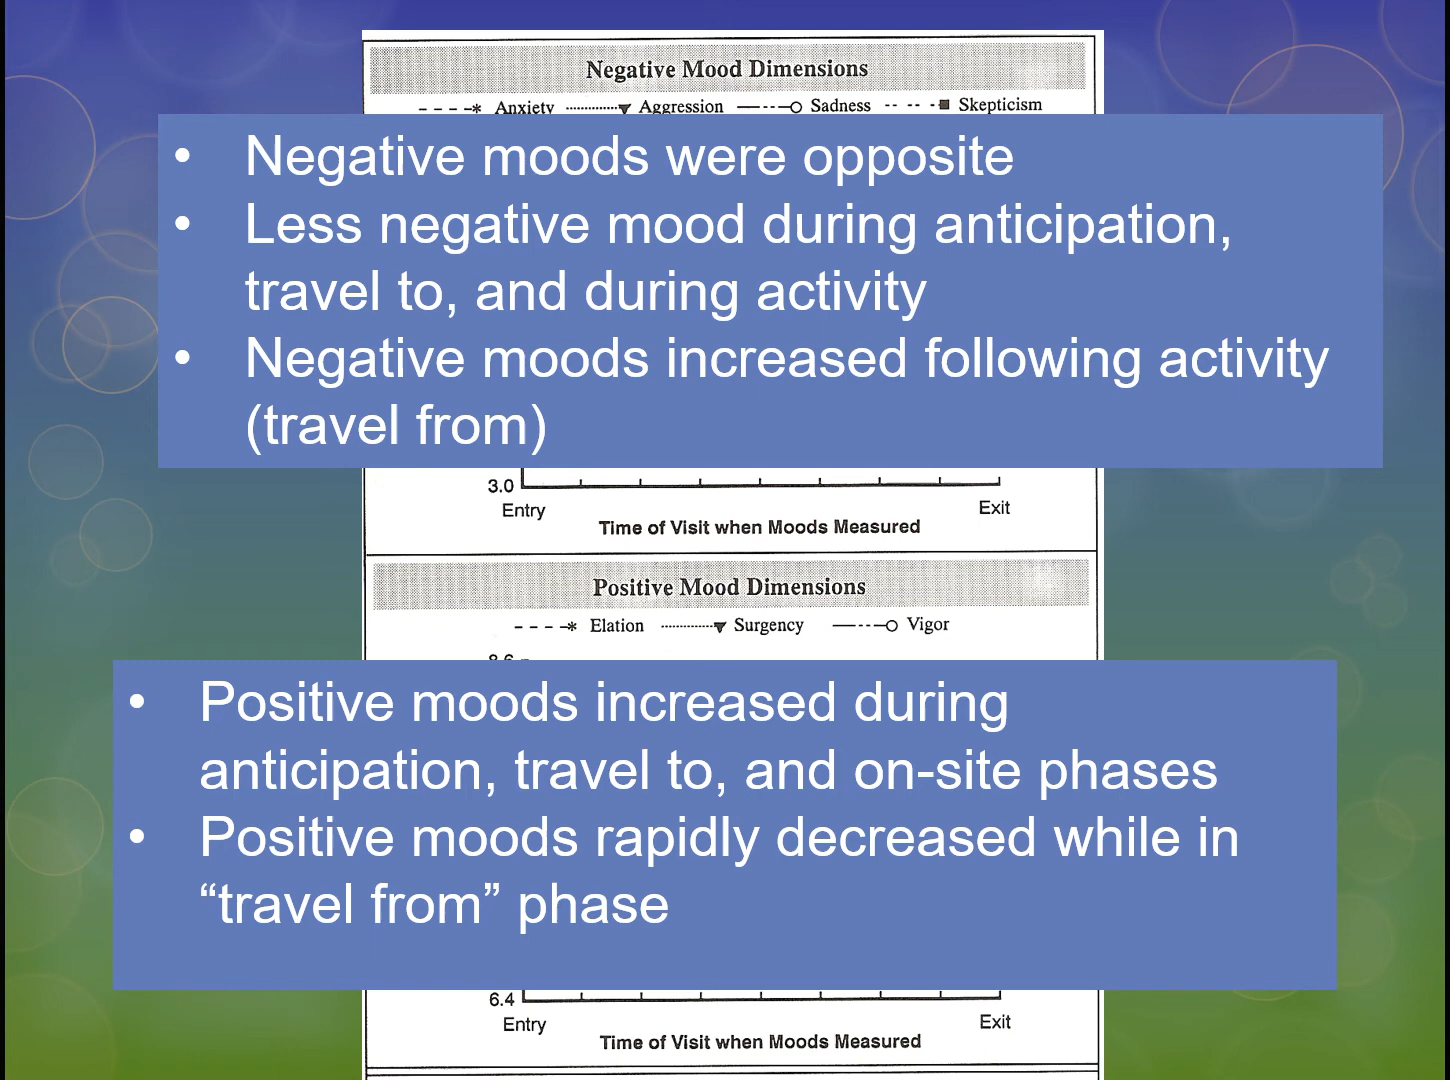 Negative Mood Dimensions
Anxiety Aggression Sadness Skepticism
• Negative moods were opposite
• Less negative mood during anticipation,
travel to, and during activity
• Negative moods increased following activity
(travel from)
3.0
Entry Exit
Time of Visit when Moods Measured
Positive Mood Dimensions
Elation Surgency Vigor
8.6
• Positive moods increased during
anticipation, travel to, and on-site phases
• Positive moods rapidly decreased while in
“travel from” phase
6.4
Entry Exit
Time of Visit when Moods Measured